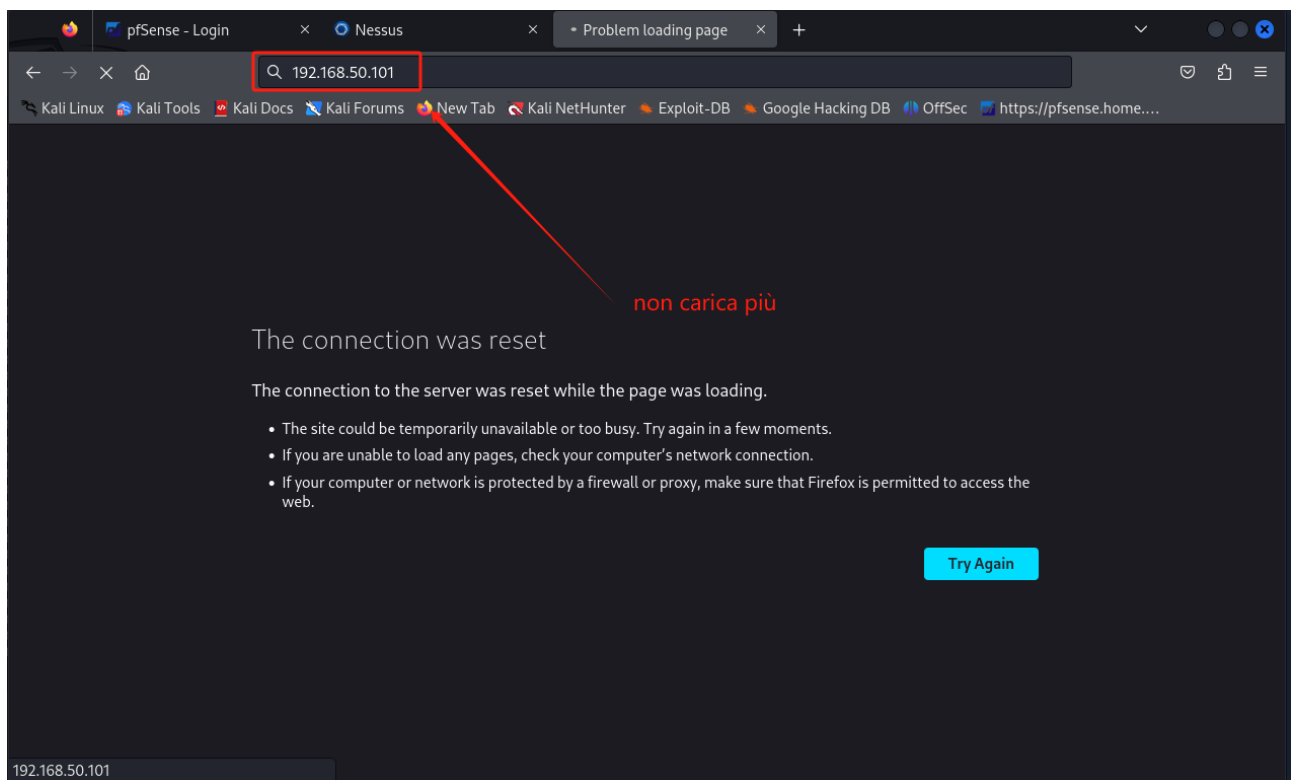 pfSense - Login
Nessus
Problem loading page
192.168.50.101
Kali Linux Kali Tools Kali Docs Kali Forums New Tab Kali NetHunter Exploit-DB Google Hacking DB OffSec https://pfsense.home....
non carica più
The connection was reset
The connection to the server was reset while the page was loading.
• The site could be temporarily unavailable or too busy. Try again in a few moments.
• If you are unable to load any pages, check your computer’s network connection.
• If your computer or network is protected by a firewall or proxy, make sure that Firefox is permitted to access the
web.
Try Again
192.168.50.101